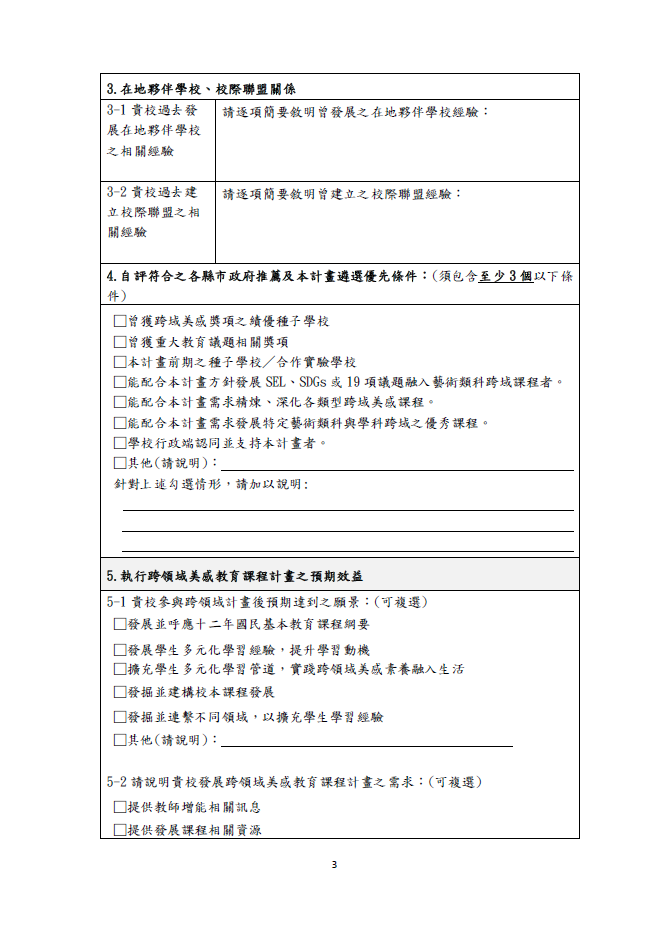 3.在地夥伴學校、校際聯盟關係
3-1 貴校過去發
展在地夥伴學校
之相關經驗
請逐項簡要敘明曾發展之在地夥伴學校經驗：
3-2 貴校過去建
立校際聯盟之相
關經驗
請逐項簡要敘明曾建立之校際聯盟經驗：
4.自評符合之各縣市政府推薦及本計畫遴選優先條件：(須包含至少3個以下條
件)
□曾獲跨域美感獎項之績優種子學校
□曾獲重大教育議題相關獎項
□本計畫前期之種子學校／合作實驗學校
□能配合本計畫方針發展 SEL、SDGs 或 19 項議題融入藝術類科跨域課程者。
□能配合本計畫需求精煉、深化各類型跨域美感課程。
□能配合本計畫需求發展特定藝術類科與學科跨域之優秀課程。
□學校行政端認同並支持本計畫者。
□其他(請說明)：
針對上述勾選情形，請加以說明:
5.執行跨領域美感教育課程計畫之預期效益
5-1 貴校參與跨領域計畫後預期達到之願景：(可複選)
□發展並呼應十二年國民基本教育課程綱要
□發展學生多元化學習經驗，提升學習動機
□擴充學生多元化學習管道，實踐跨領域美感素養融入生活
□發掘並建構校本課程發展
□發掘並連繫不同領域，以擴充學生學習經驗
□其他(請說明)：
5-2 請說明貴校發展跨領域美感教育課程計畫之需求：(可複選)
□提供教師增能相關訊息
□提供發展課程相關資源
3